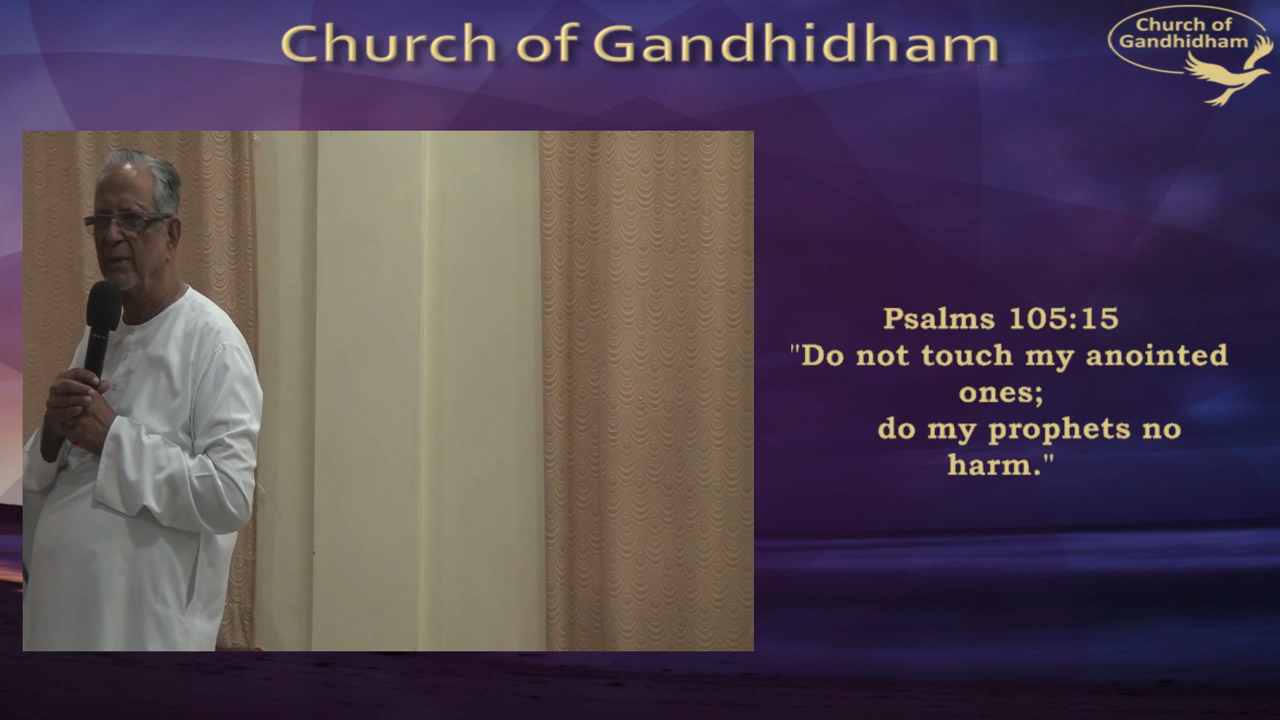 Church of Gandhidham
Church of
Gandhidham
Psalms 105:15
"Do not touch my anointed
ones;
do my prophets no
harm."